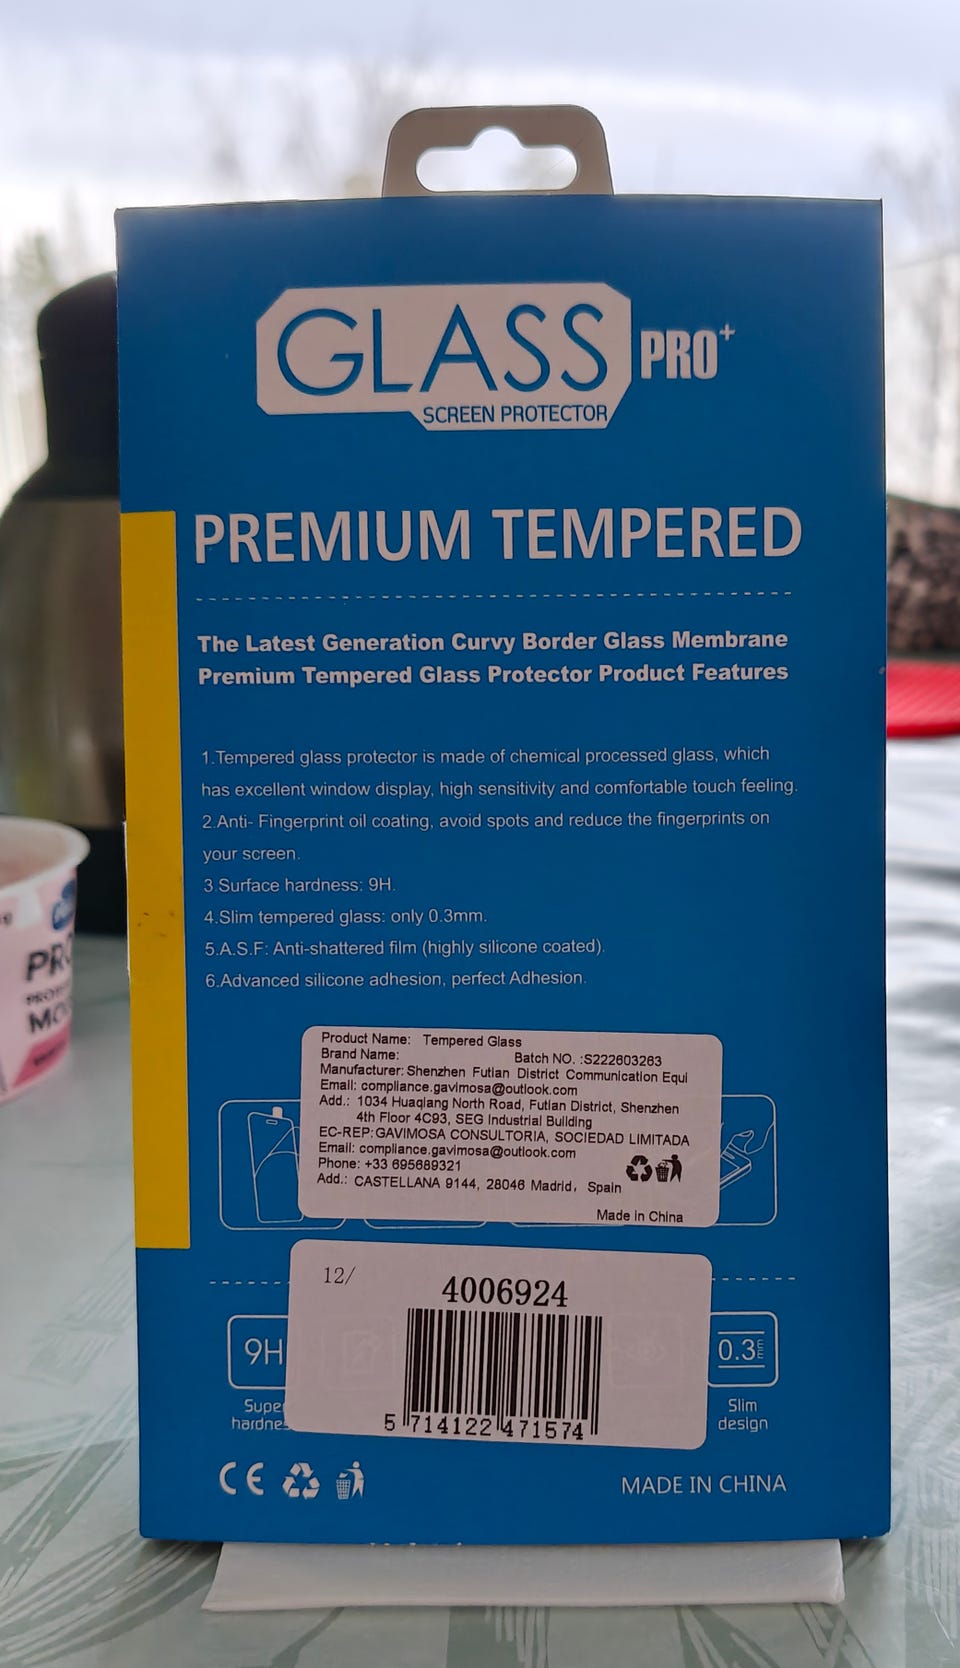 GLASS PRO+
SCREEN PROTECTOR
PREMIUM TEMPERED
The Latest Generation Curvy Border Glass Membrane
Premium Tempered Glass Protector Product Features
1.Tempered glass protector is made of chemical processed glass, which
has excellent window display, high sensitivity and comfortable touch feeling.
2.Anti- Fingerprint oil coating, avoid spots and reduce the fingerprints on
your screen.
3 Surface hardness: 9H.
4.Slim tempered glass: only 0.3mm.
5.A.S.F: Anti-shattered film (highly silicone coated).
6.Advanced silicone adhesion, perfect Adhesion.
Product Name: Tempered Glass
Brand Name: Batch NO. :S222603263
Manufacturer: Shenzhen Futian District Communication Equi
Email: compliance.gavimosa@outlook.com
Add.: 1034 Huaqiang North Road, Futian District, Shenzhen
4th Floor 4C93, SEG Industrial Building
EC-REP:GAVIMOSA CONSULTORIA, SOCIEDAD LIMITADA
Email: compliance.gavimosa@outlook.com
Phone: +33 695689321
Add.: CASTELLANA 9144, 28046 Madrid, Spain
Made in China
12/
4006924
5 714122 471574
9H
Super
hardnes
0.3mm
Slim
design
CE
MADE IN CHINA
PRO
MO